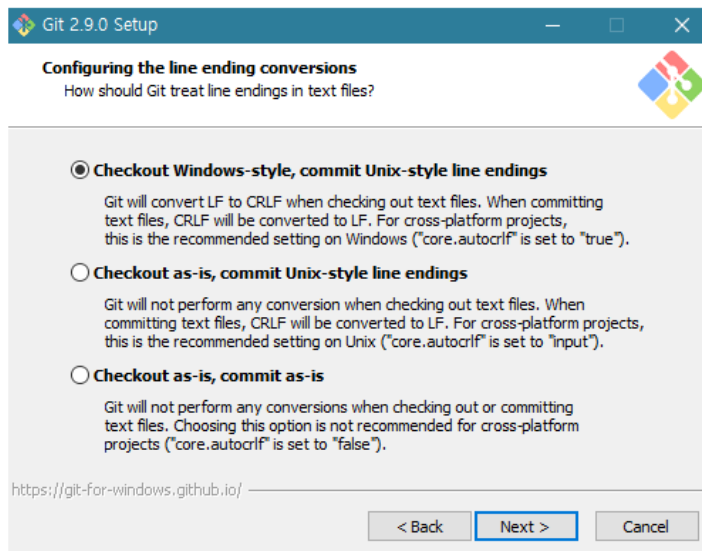 Git 2.9.0 Setup
Configuring the line ending conversions
How should Git treat line endings in text files?
Checkout Windows-style, commit Unix-style line endings
Git will convert LF to CRLF when checking out text files. When committing
text files, CRLF will be converted to LF. For cross-platform projects,
this is the recommended setting on Windows ("core.autocrlf" is set to "true").
Checkout as-is, commit Unix-style line endings
Git will not perform any conversion when checking out text files. When
committing text files, CRLF will be converted to LF. For cross-platform projects,
this is the recommended setting on Unix ("core.autocrlf" is set to "input").
Checkout as-is, commit as-is
Git will not perform any conversions when checking out or committing
text files. Choosing this option is not recommended for cross-platform
projects ("core.autocrlf" is set to "false").
https://git-for-windows.github.io/
< Back Next > Cancel